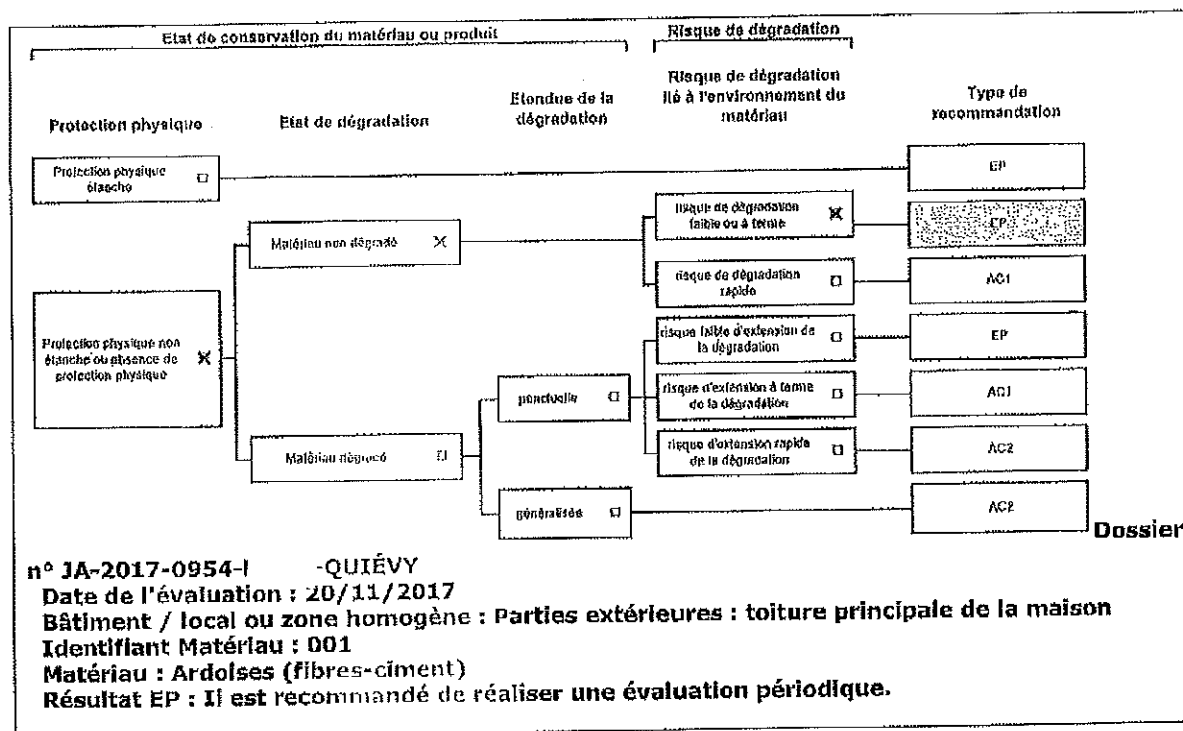 Etat de conservation du matériau ou produit
Risque de dégradation
Protection physique
Etat de dégradation
Etendue de la dégradation
Risque de dégradation
lié à l'environnement du
matériau
Type de
recommandation
Protection physique
étanche
EP
risque de dégradation
faible ou à terme
Matériau non dégradé
EP
risque de dégradation
rapide
AC1
Protection physique non
étanche ou absence de
protection physique
risque faible d'extension de
la dégradation
EP
ponctuelle
risque d'extension à terme
de la dégradation
AC1
Matériau dégradé
risque d'extension rapide
de la dégradation
AC2
généralisée
AC2
Dossier
n° JA-2017-0954- -QUIÉVY
Date de l'évaluation : 20/11/2017
Bâtiment / local ou zone homogène : Parties extérieures : toiture principale de la maison
Identifiant Matériau : 001
Matériau : Ardoises (fibres-ciment)
Résultat EP : Il est recommandé de réaliser une évaluation périodique.